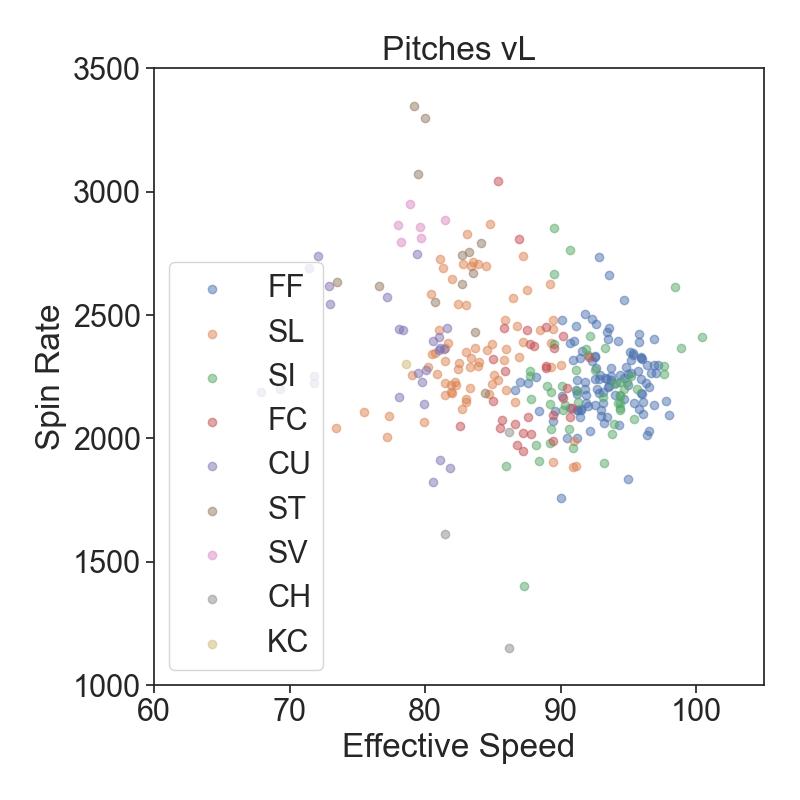 Pitches vL
3500
3000
2500
2000
1500
1000
Spin Rate
FF
SL
SI
FC
CU
ST
SV
CH
KC
60 70 80 90 100
Effective Speed